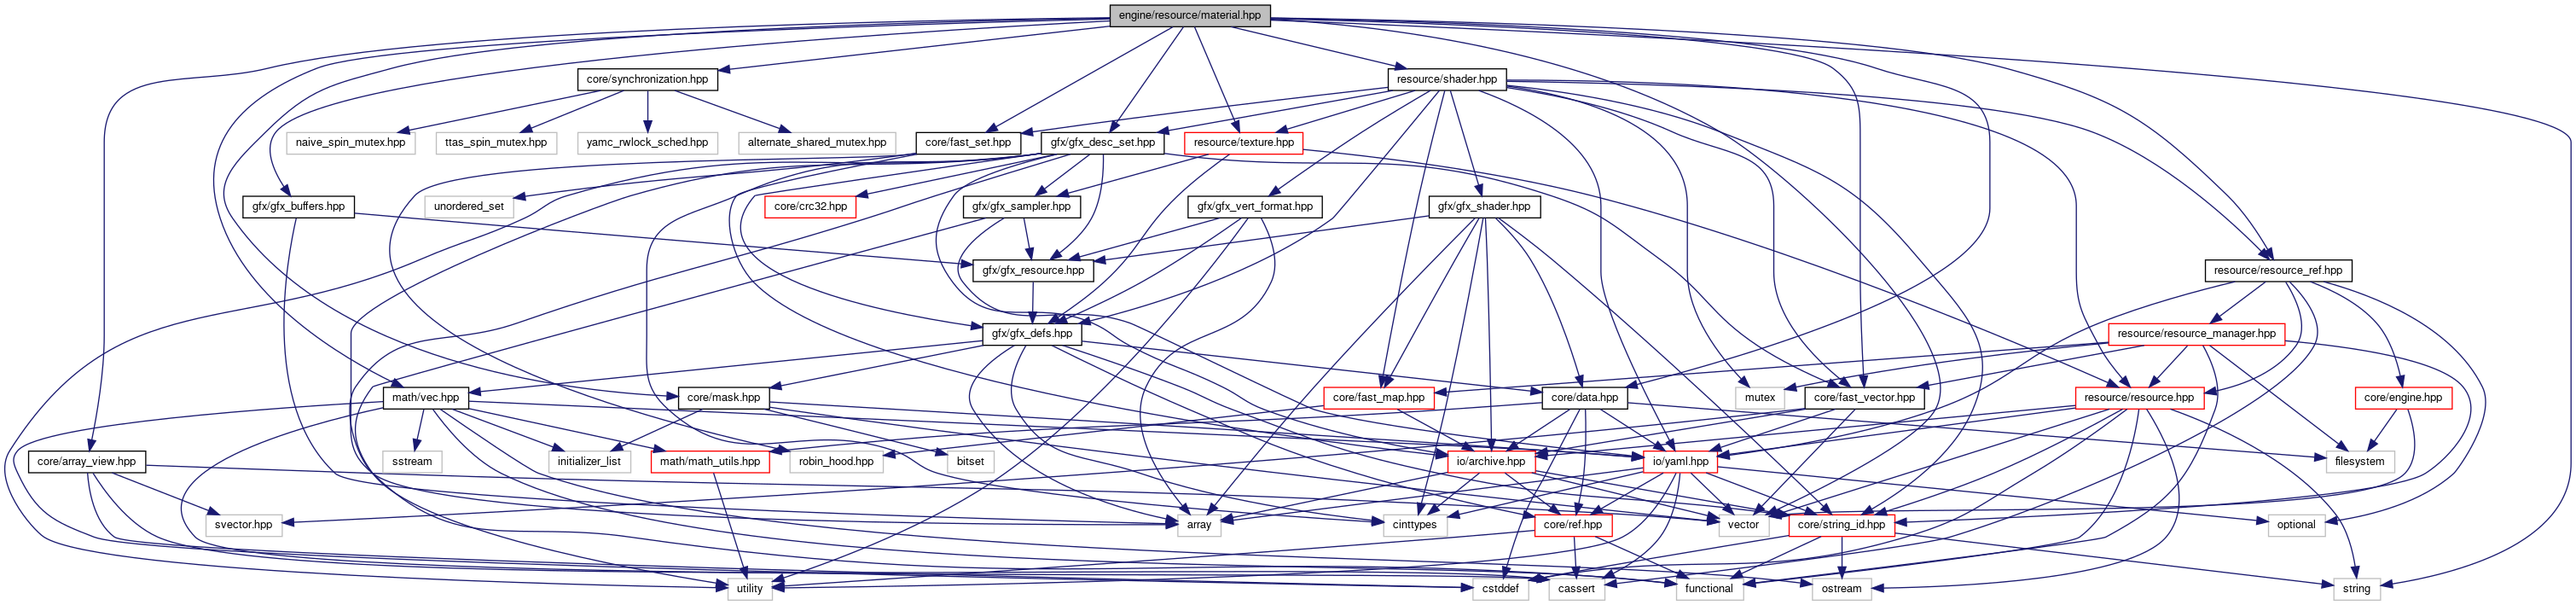 engine/resource/material.hpp
core/synchronization.hpp
resource/shader.hpp
naive_spin_mutex.hpp
ttas_spin_mutex.hpp
yamc_rwlock_sched.hpp
alternate_shared_mutex.hpp
core/fast_set.hpp
gfx/gfx_desc_set.hpp
resource/texture.hpp
gfx/gfx_buffers.hpp
unordered_set
core/crc32.hpp
gfx/gfx_sampler.hpp
gfx/gfx_vert_format.hpp
gfx/gfx_shader.hpp
gfx/gfx_resource.hpp
resource/resource_ref.hpp
gfx/gfx_defs.hpp
resource/resource_manager.hpp
math/vec.hpp
core/mask.hpp
core/fast_map.hpp
core/data.hpp
mutex
core/fast_vector.hpp
resource/resource.hpp
core/engine.hpp
core/array_view.hpp
sstream
initializer_list
math/math_utils.hpp
robin_hood.hpp
bitset
io/archive.hpp
io/yaml.hpp
filesystem
svector.hpp
array
cinttypes
core/ref.hpp
vector
core/string_id.hpp
optional
utility
cstddef
cassert
functional
ostream
string